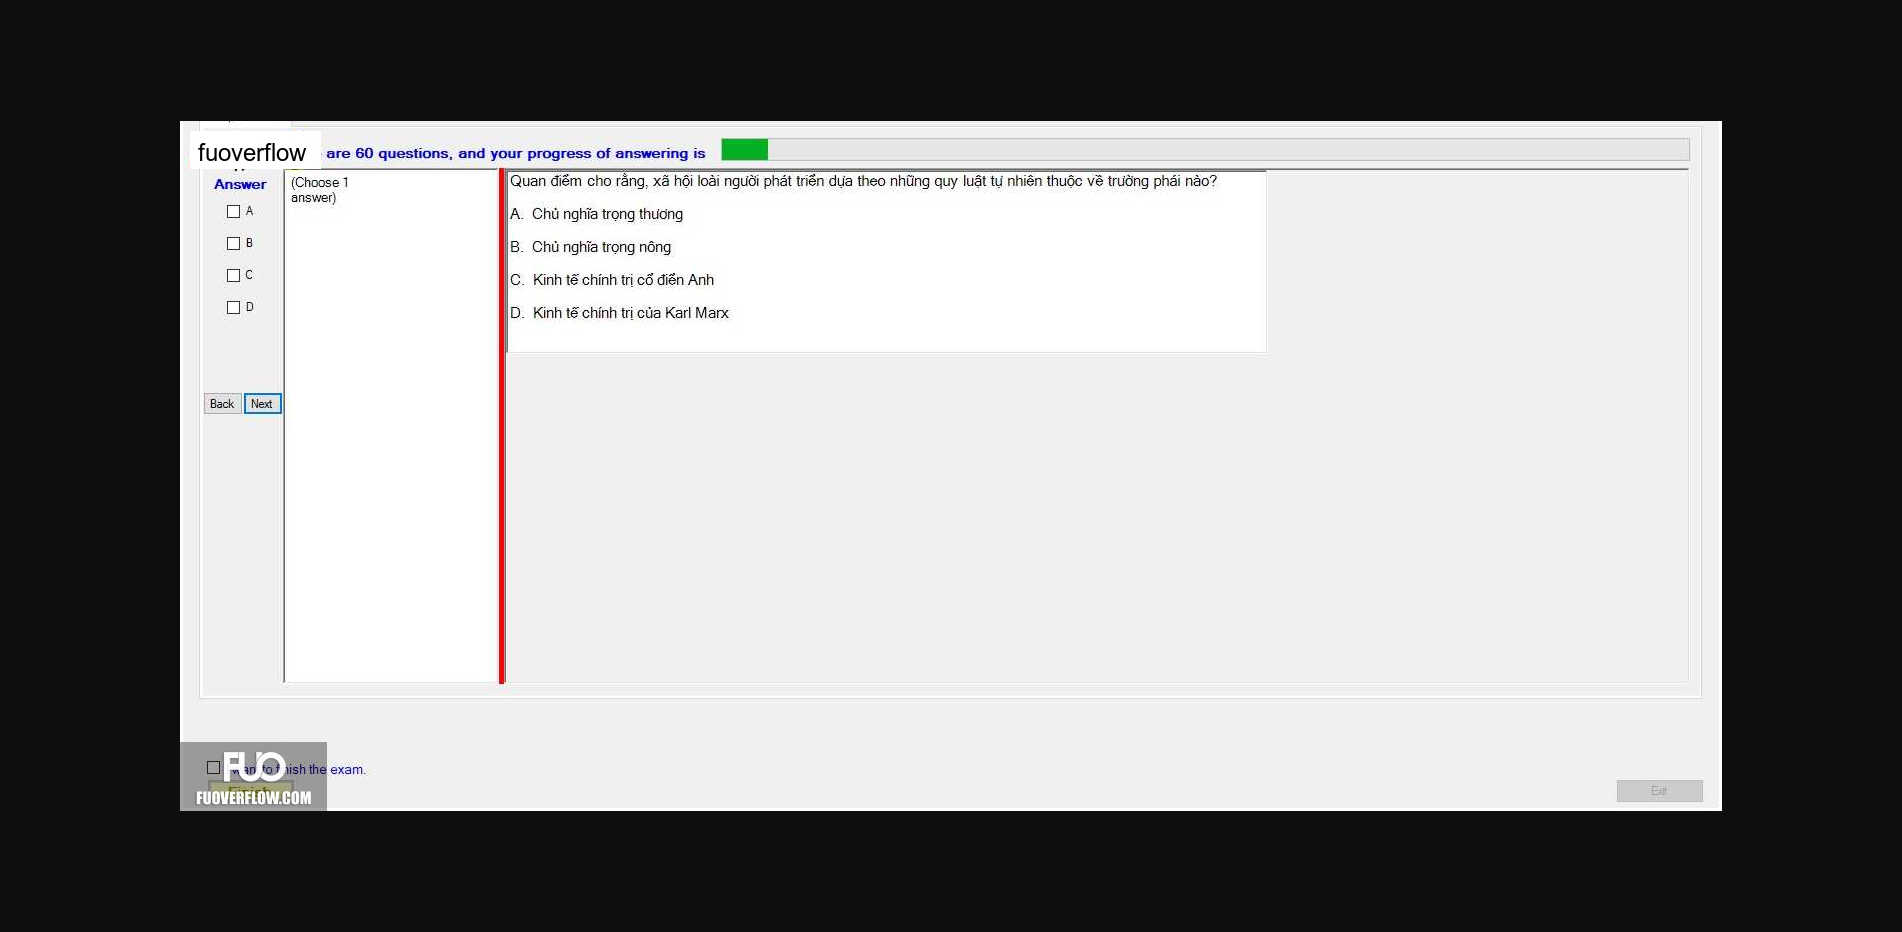 fuoverflow are 60 questions, and your progress of answering is
Answer
(Choose 1
answer)
A
B
C
D
Back Next
Quan điểm cho rằng, xã hội loài người phát triển dựa theo những quy luật tự nhiên thuộc về trường phái nào?
A. Chủ nghĩa trọng thương
B. Chủ nghĩa trọng nông
C. Kinh tế chính trị cổ điển Anh
D. Kinh tế chính trị của Karl Marx
FUO
want to finish the exam.
Finish
FUOVERFLOW.COM
Exit